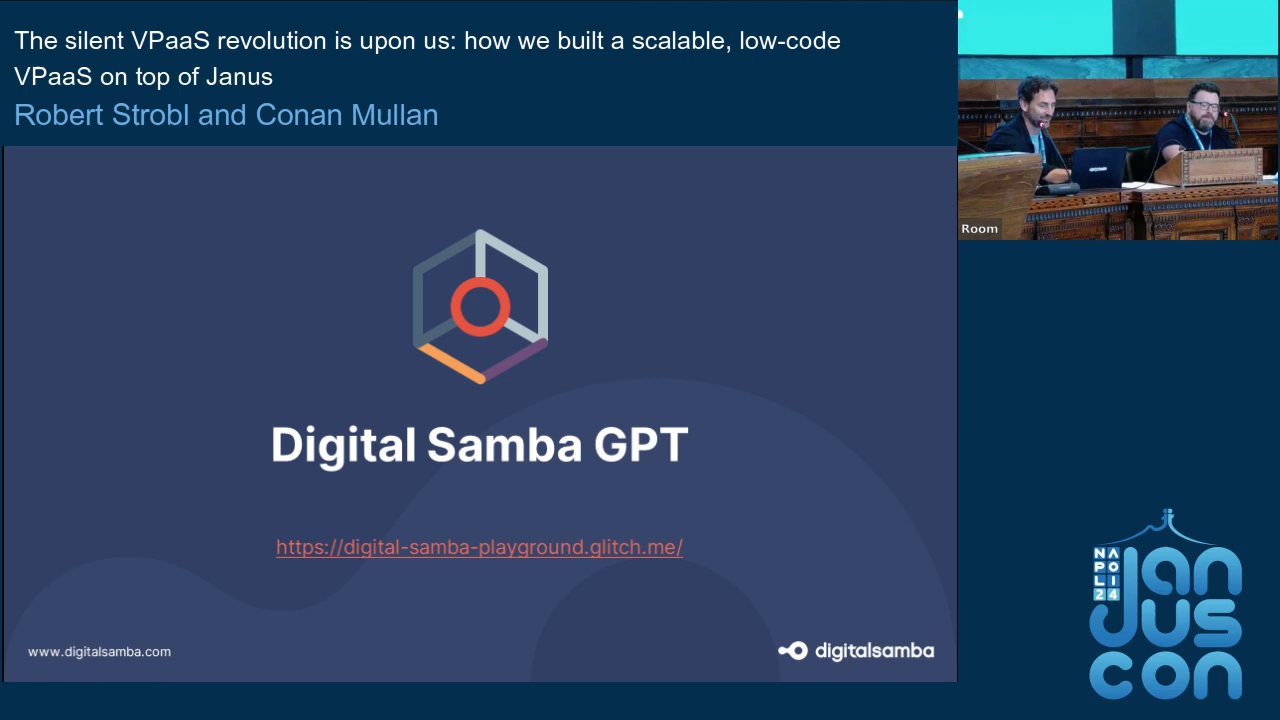 The silent VPaaS revolution is upon us: how we built a scalable, low-code
VPaaS on top of Janus
Robert Strobl and Conan Mullan
Room
Digital Samba GPT
https://digital-samba-playground.glitch.me/
www.digitalsamba.com
digitalsamba
NAPOLI
24
Janus
con